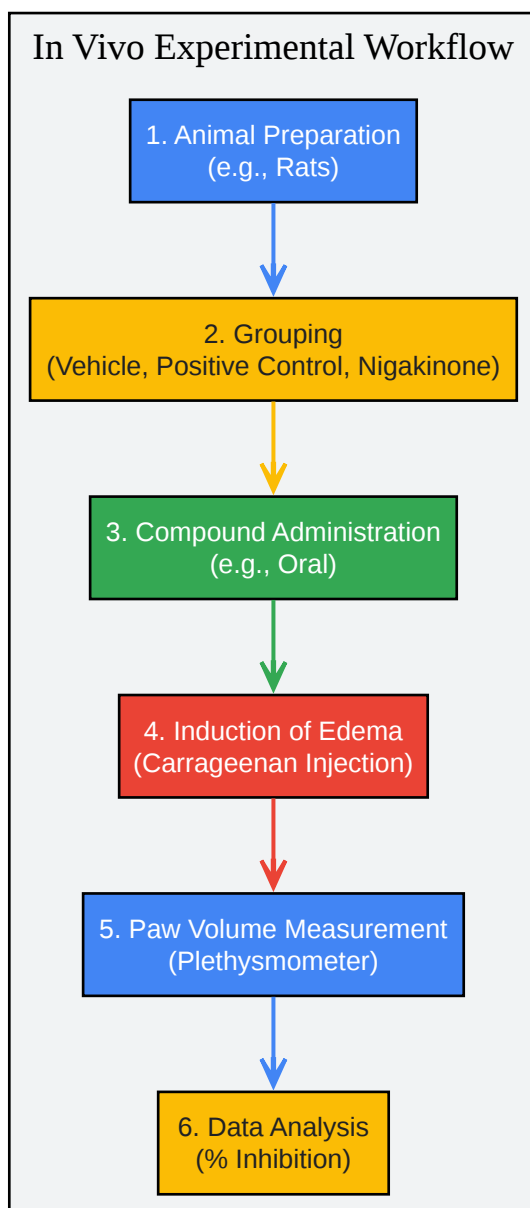 In Vivo Experimental Workflow
1. Animal Preparation
(e.g., Rats)
2. Grouping
(Vehicle, Positive Control, Nigakinone)
3. Compound Administration
(e.g., Oral)
4. Induction of Edema
(Carrageenan Injection)
5. Paw Volume Measurement
(Plethysmometer)
6. Data Analysis
(% Inhibition)